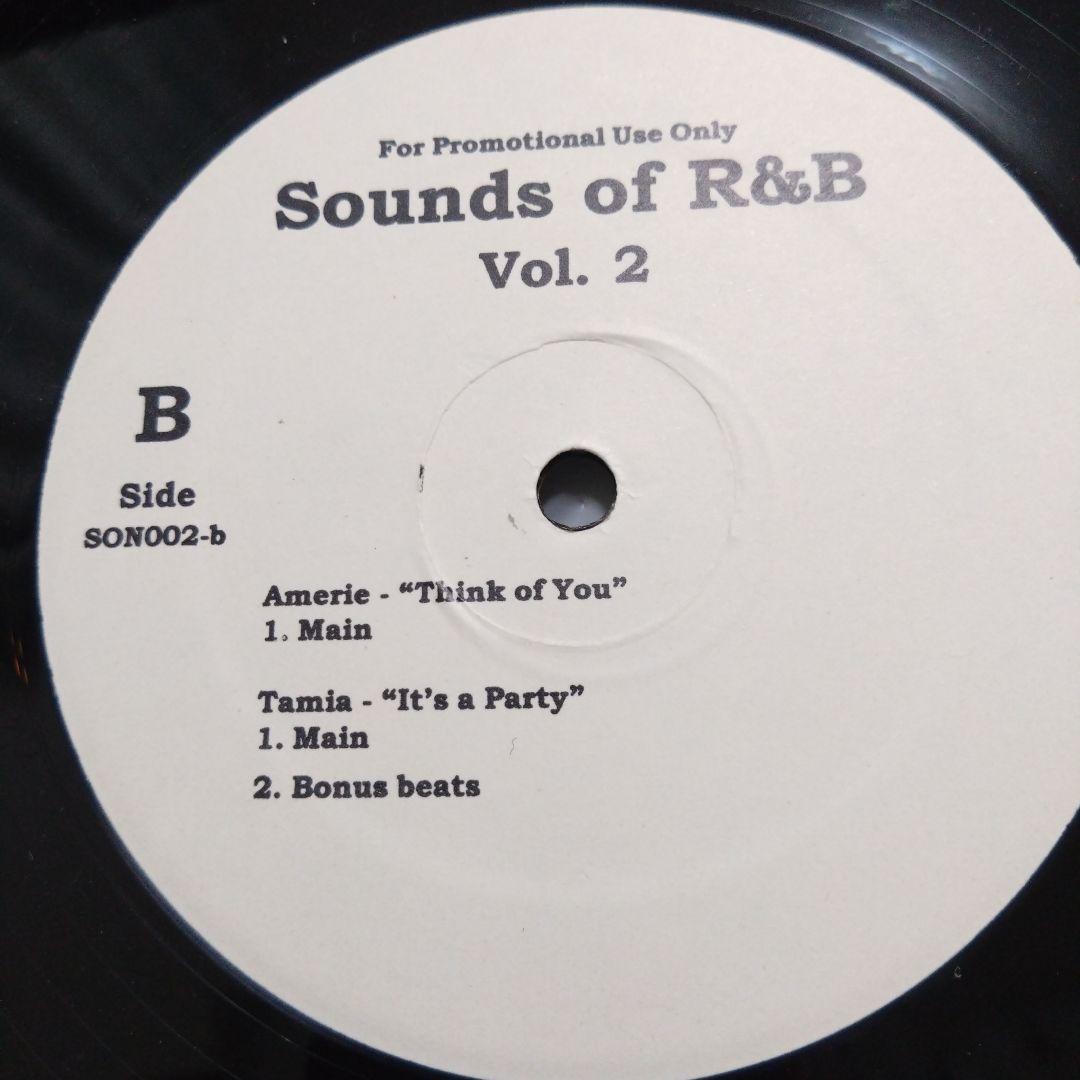 For Promotional Use Only
Sounds of R&B
Vol. 2
B
Side
SON002-b
Amerie - “Think of You”
1. Main
Tamia - “It’s a Party”
1. Main
2. Bonus beats